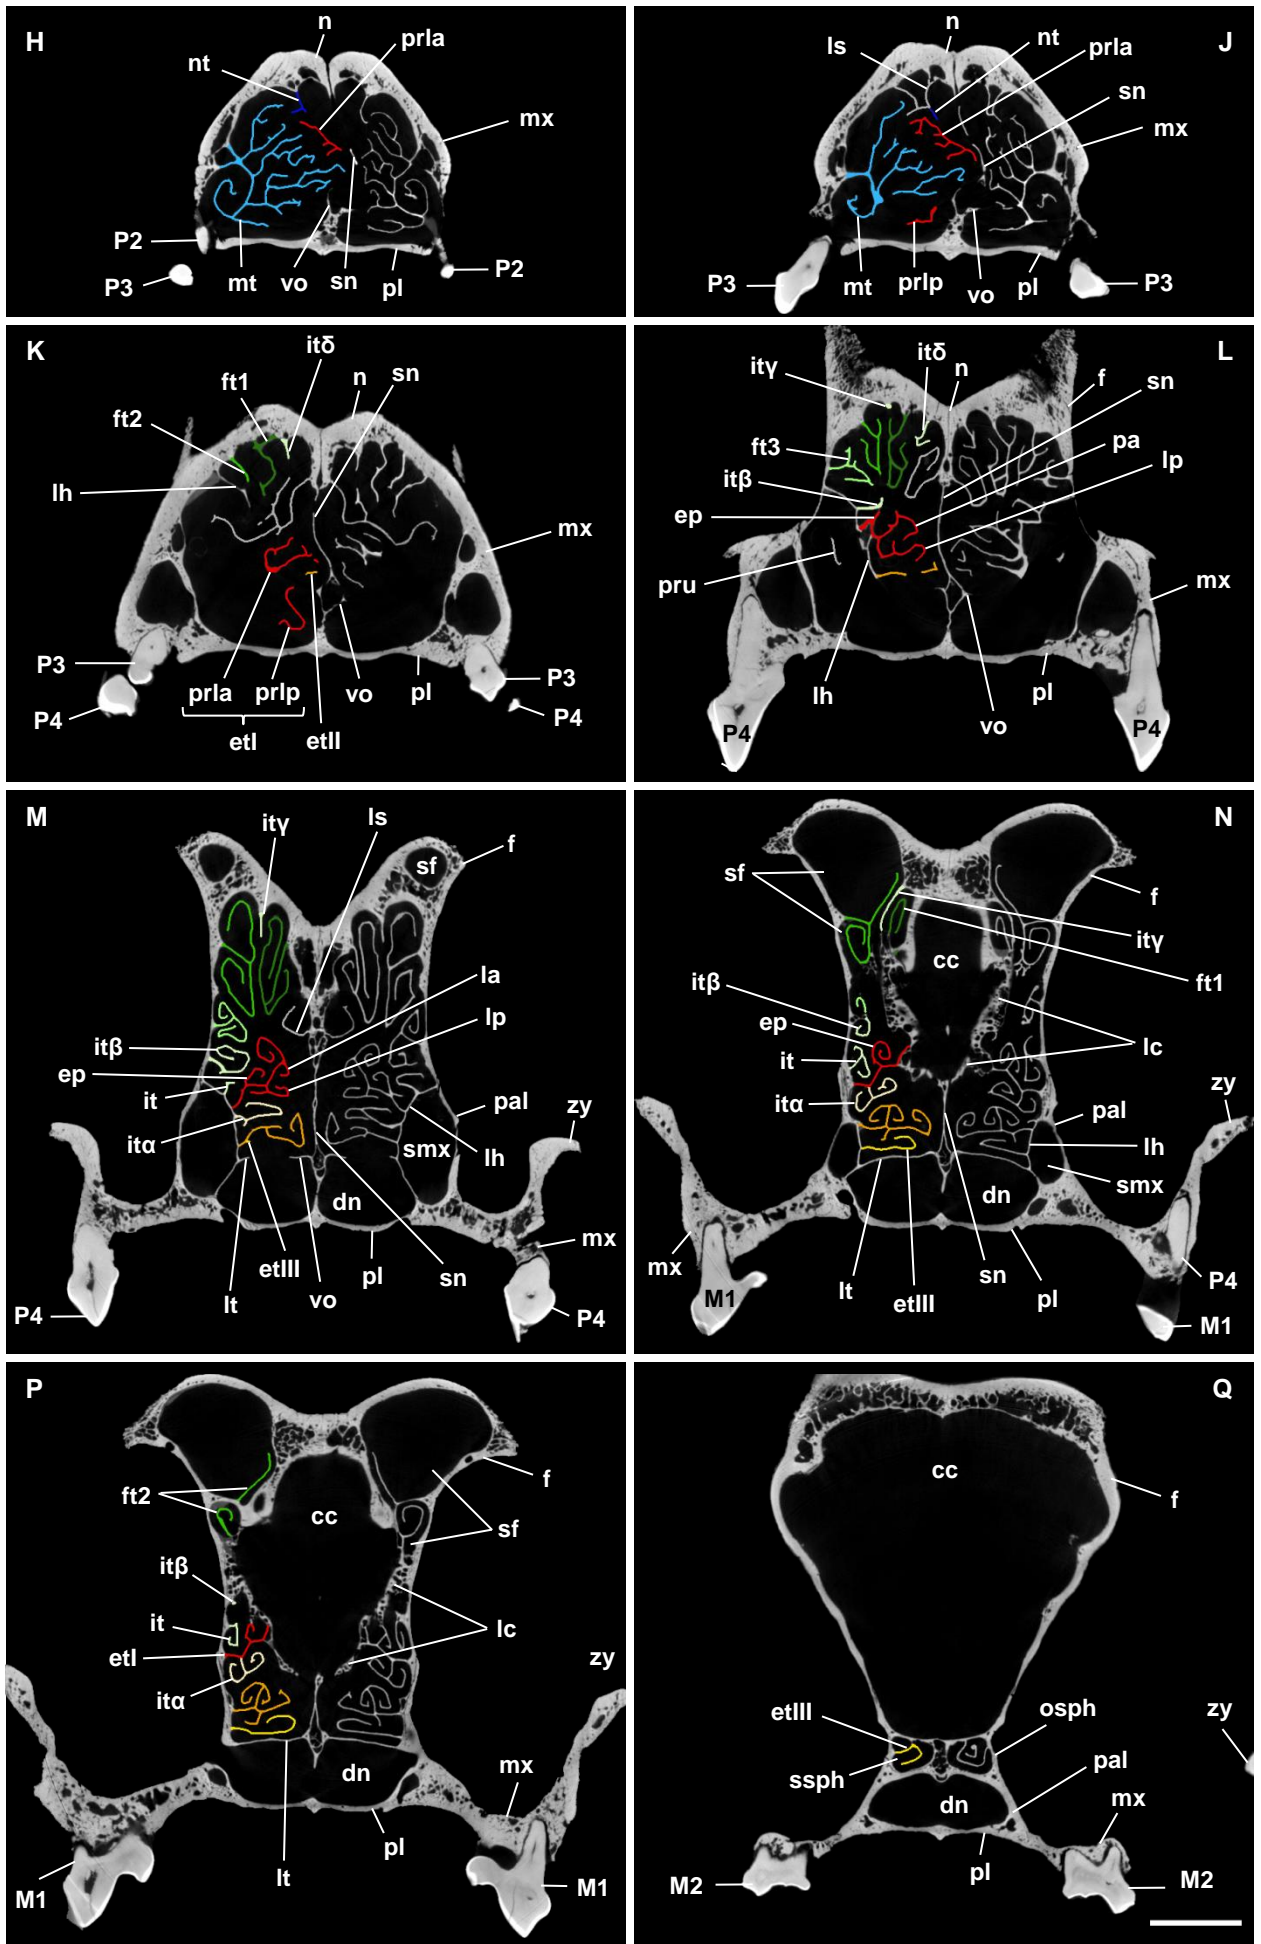 H
n
prla
nt
mx
P2
P3
mt
vo
sn
pl
P2
J
n
ls
nt
prla
sn
mx
P3
mt
prlp
vo
pl
P3
K
itδ
ft1
n
sn
ft2
lh
mx
P3
P4
prla
prlp
vo
pl
P3
P4
etI
etII
L
itγ
itδ
n
f
sn
ft3
pa
itβ
lp
ep
pru
mx
lh
vo
pl
P4
P4
M
itγ
ls
f
sf
la
lp
itβ
ep
it
pal
zy
itα
smx
lh
dn
mx
etIII
sn
lt
vo
pl
P4
P4
N
sf
f
itγ
cc
ft1
itβ
ep
it
lc
itα
zy
pal
lh
smx
dn
mx
M1
lt
etIII
sn
pl
P4
M1
P
f
ft2
cc
sf
itβ
it
lc
etI
zy
itα
dn
mx
pl
M1
lt
M1
Q
cc
f
etIII
osph
zy
ssph
pal
dn
mx
pl
M2
M2